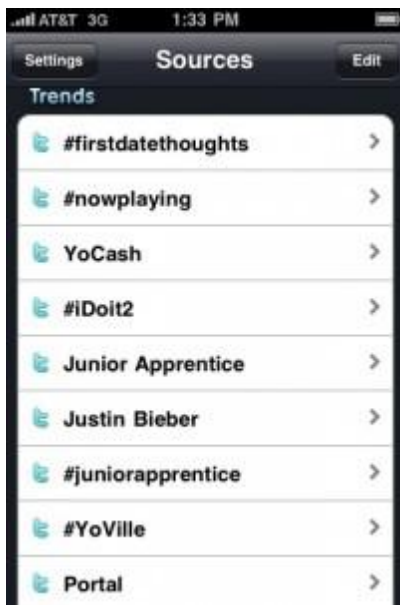 AT&T 3G 1:33 PM
Settings Sources Edit
Trends
#firstdatethoughts
#nowplaying
YoCash
#iDoit2
Junior Apprentice
Justin Bieber
#juniorapprentice
#YoVille
Portal